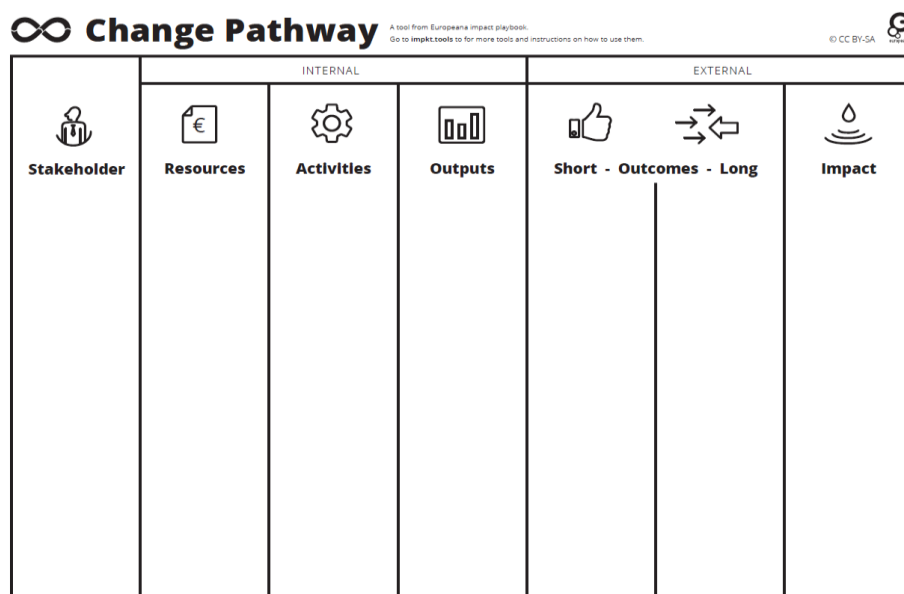 Change Pathway
A tool from Europeana impact playbook.
Go to impkt.tools to for more tools and instructions on how to use them.
© CC BY-SA
INTERNAL
EXTERNAL
€
Stakeholder
Resources
Activities
Outputs
Short - Outcomes - Long
Impact